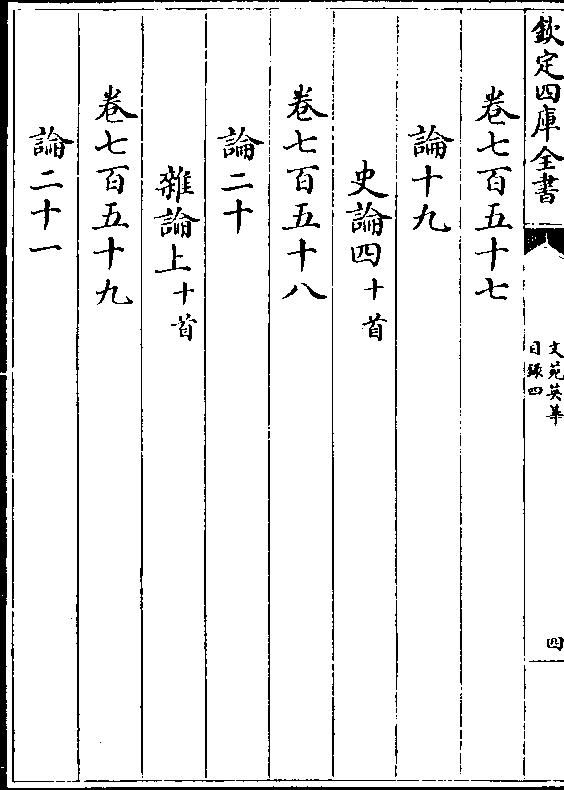 欽定四庫全書
文苑英華
目錄四
四
卷七百五十七
論十九
史論四十首
卷七百五十八
論二十
雜論上十首
卷七百五十九
論二十一